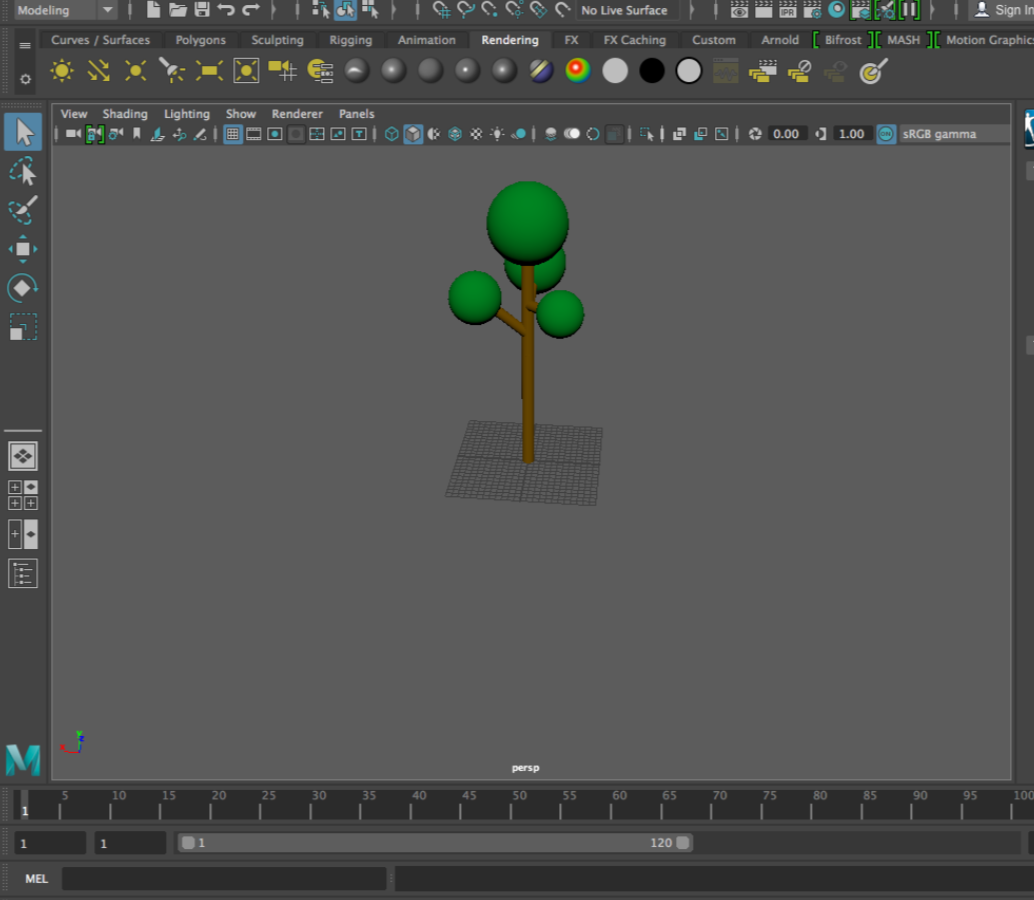 Modeling No Live Surface IPR Sign In
Curves / Surfaces Polygons Sculpting Rigging Animation Rendering FX FX Caching Custom Arnold Bifrost MASH Motion Graphics
View Shading Lighting Show Renderer Panels
0.00 1.00 ON sRGB gamma
persp
5 10 15 20 25 30 35 40 45 50 55 60 65 70 75 80 85 90 95 100
1
1 1 1 120
MEL